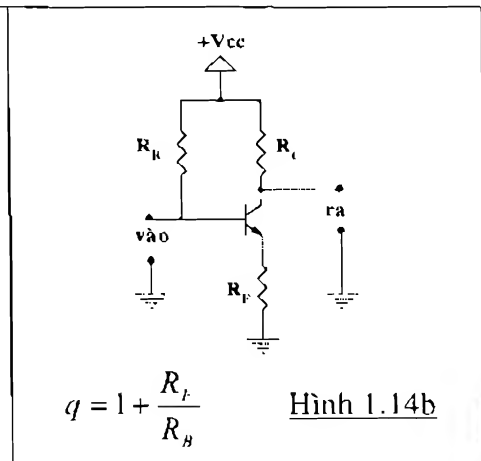 +Vcc
R_B R_C
vào ra
R_E
q = 1 + R_E / R_B Hình 1.14b